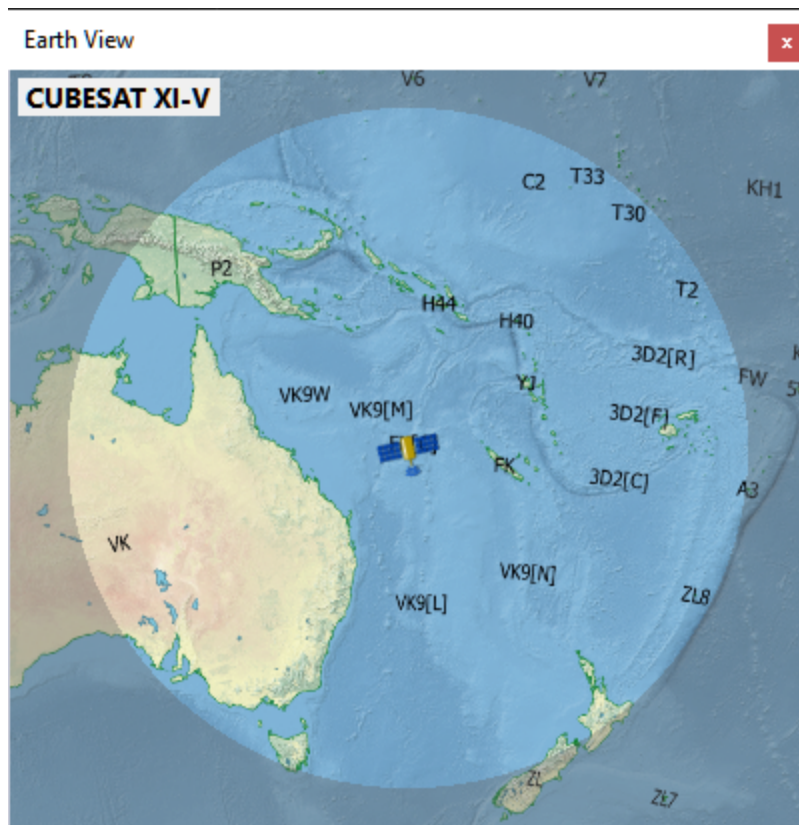 Earth View
x
CUBESAT XI-V
V6
V7
C2
T33
KH1
T30
P2
T2
H44
H40
3D2[R]
FW
YJ
VK9W
VK9[M]
3D2[F]
FK
3D2[C]
A3
VK
VK9[N]
VK9[L]
ZL8
ZL
ZL7